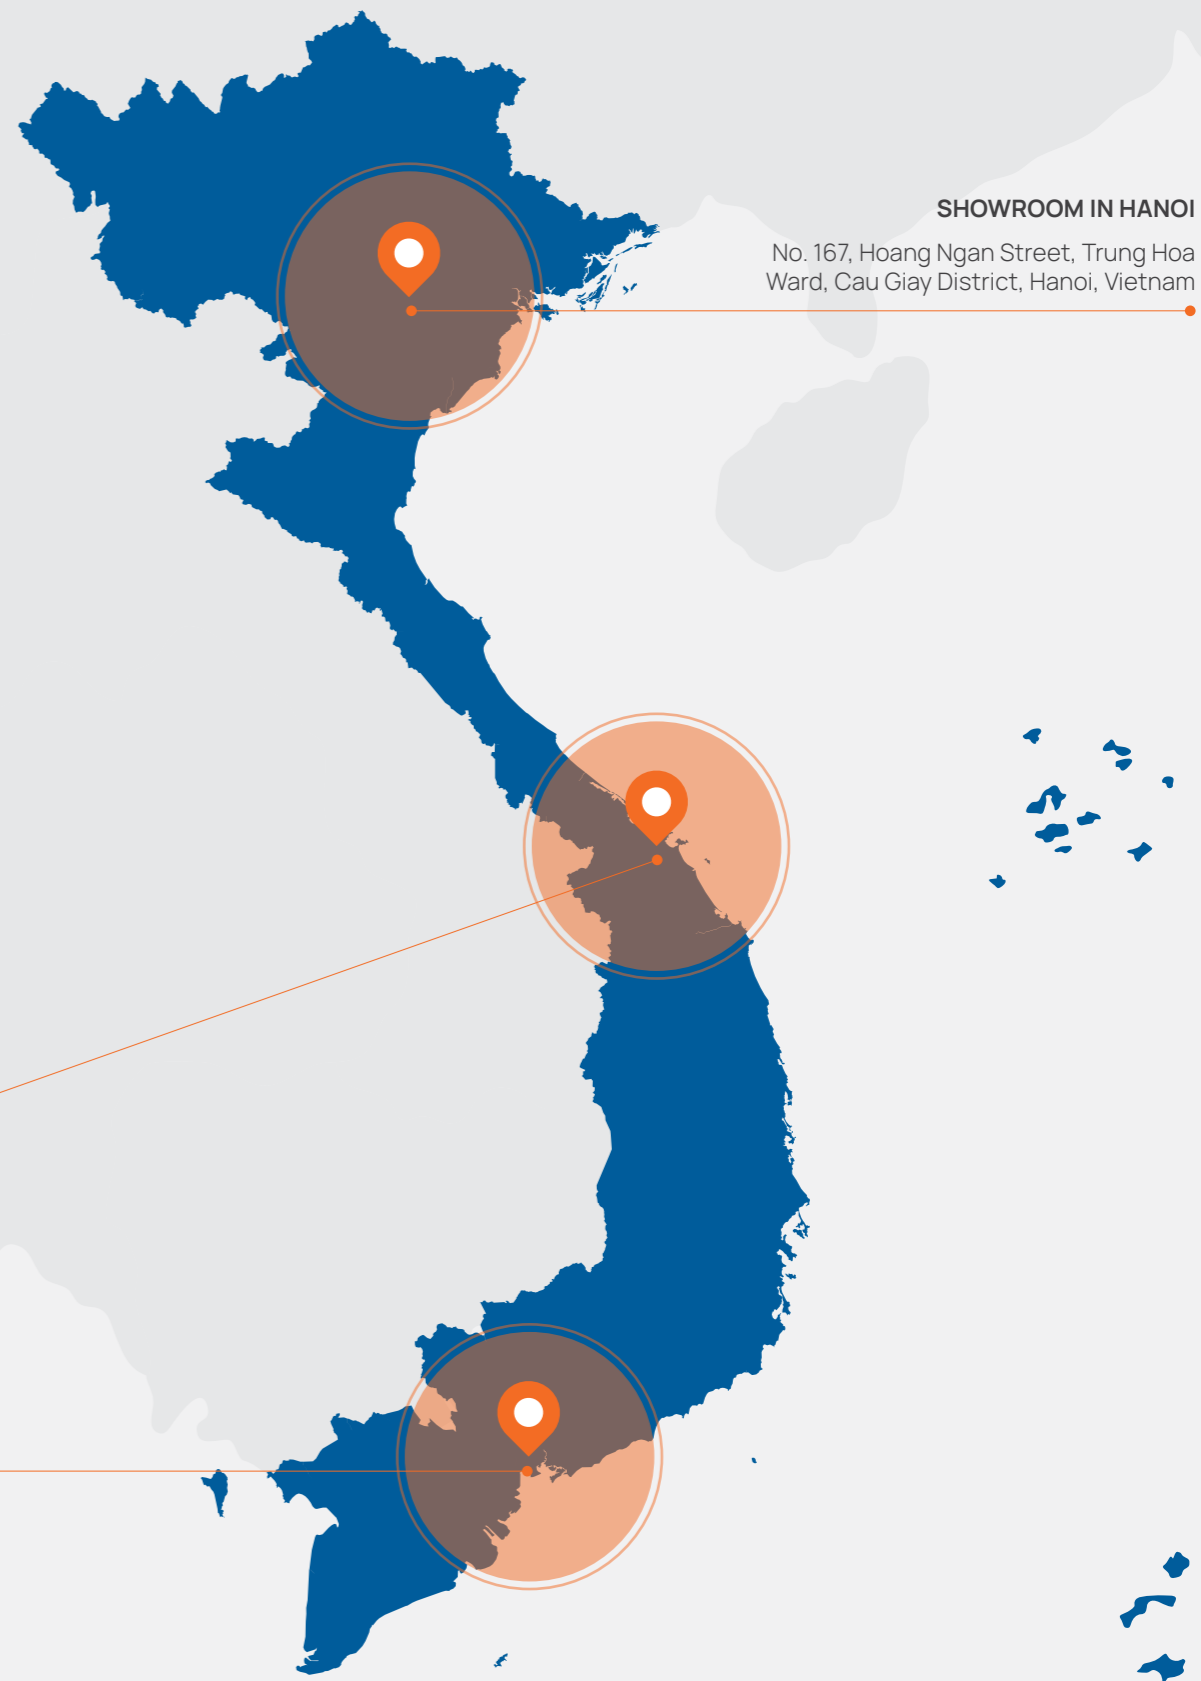 SHOWROOM IN HANOI
No. 167, Hoang Ngan Street, Trung Hoa
Ward, Cau Giay District, Hanoi, Vietnam